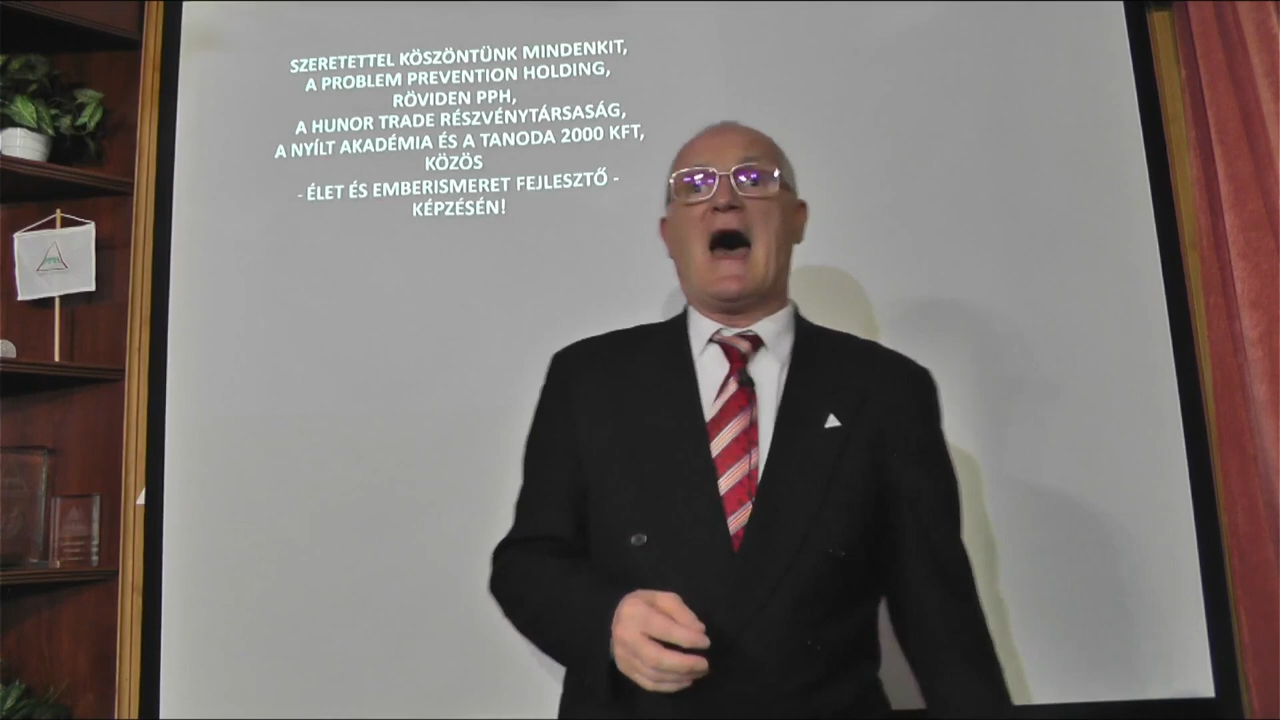 SZERETETTEL KÖSZÖNTÜNK MINDENKIT,
A PROBLEM PREVENTION HOLDING,
RÖVIDEN PPH,
A HUNOR TRADE RÉSZVÉNYTÁRSASÁG,
A NYÍLT AKADÉMIA ÉS A TANODA 2000 KFT,
KÖZÖS
- ÉLET ÉS EMBERISMERET FEJLESZTŐ -
KÉPZÉSÉN!